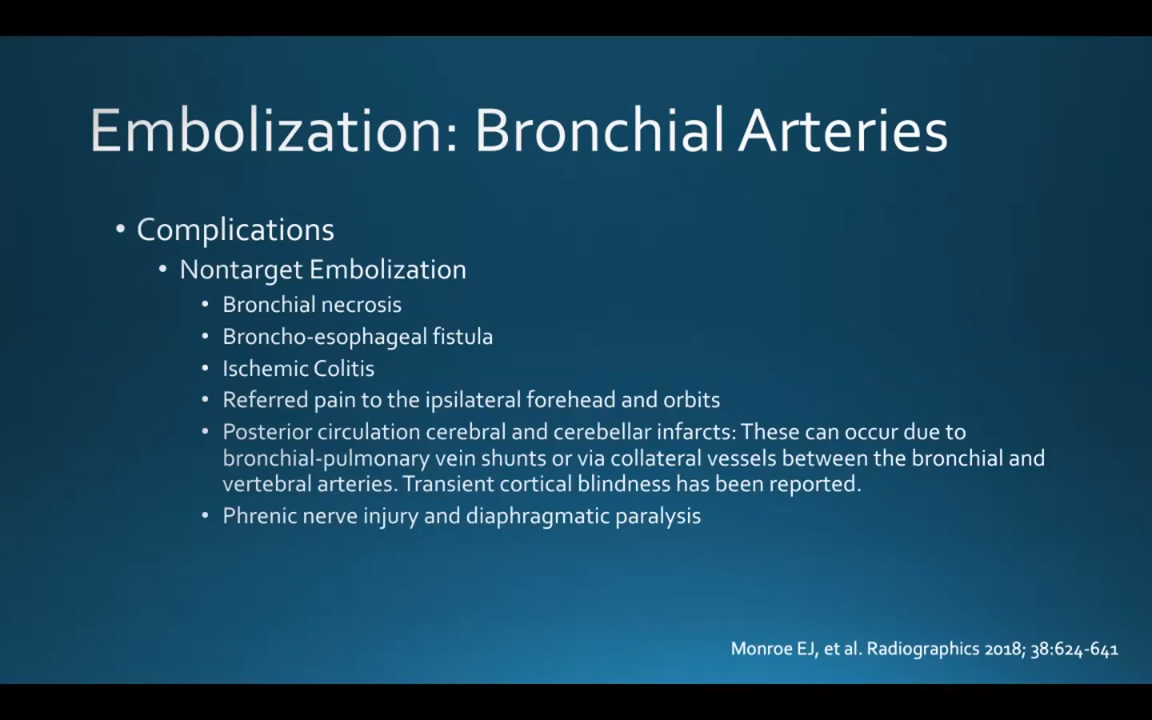 Embolization: Bronchial Arteries
• Complications
• Nontarget Embolization
• Bronchial necrosis
• Broncho-esophageal fistula
• Ischemic Colitis
• Referred pain to the ipsilateral forehead and orbits
• Posterior circulation cerebral and cerebellar infarcts: These can occur due to
bronchial-pulmonary vein shunts or via collateral vessels between the bronchial and
vertebral arteries. Transient cortical blindness has been reported.
• Phrenic nerve injury and diaphragmatic paralysis
Monroe EJ, et al. Radiographics 2018; 38:624-641